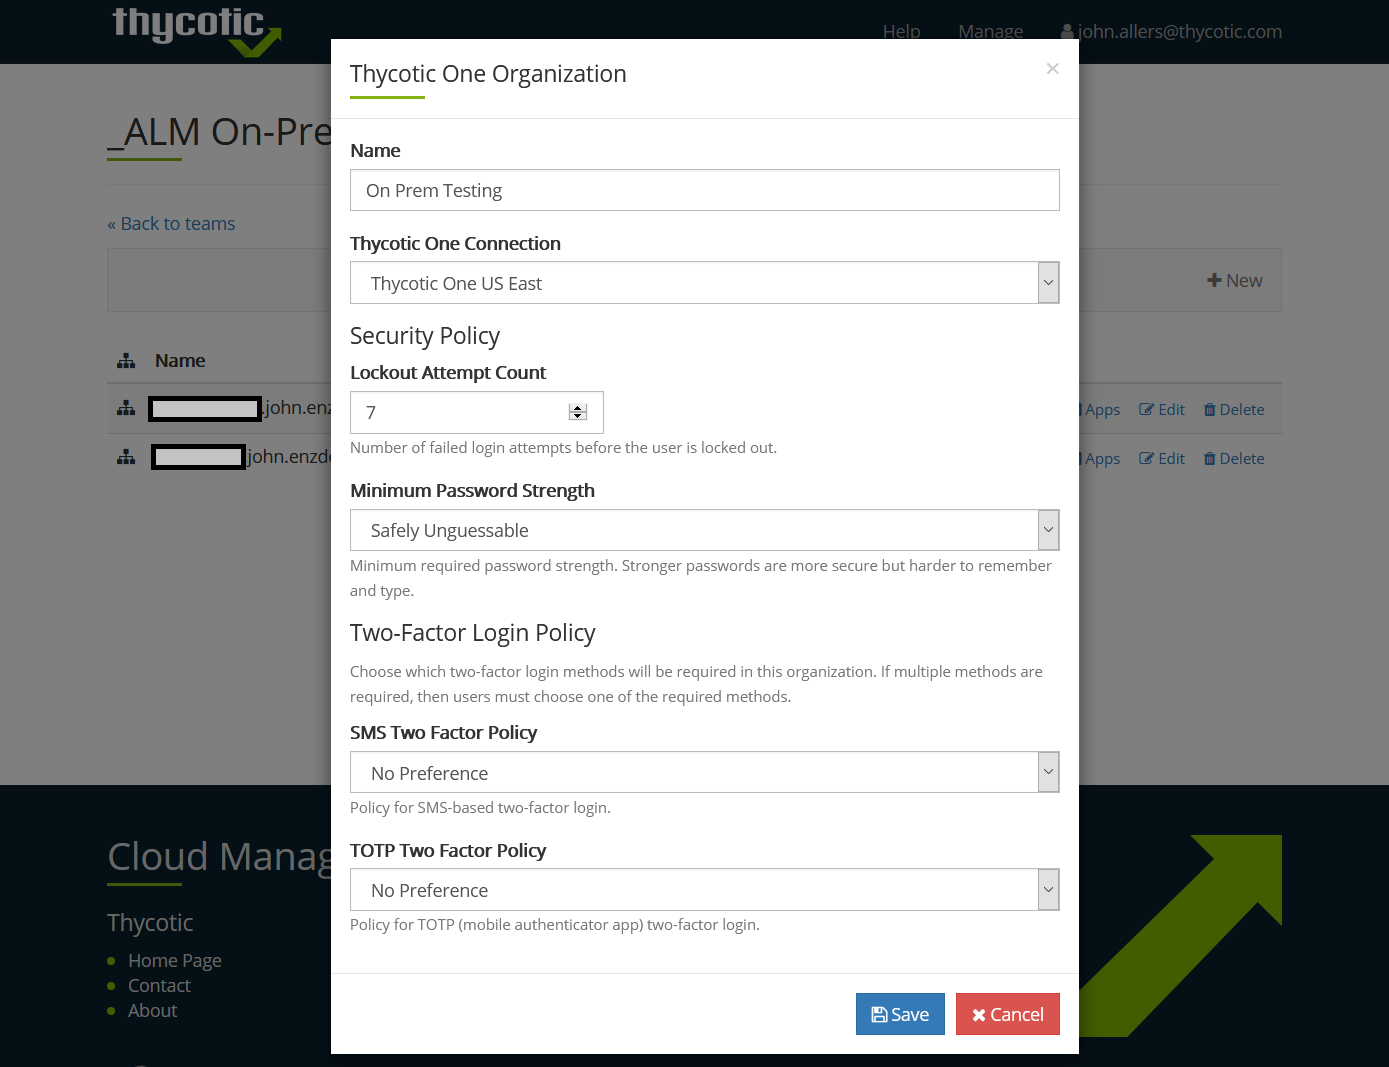 thycotic
Help Manage john.allers@thycotic.com
Thycotic One Organization
×
_ALM On-Pre
Name
On Prem Testing
« Back to teams
Thycotic One Connection
Thycotic One US East
New
Security Policy
Name
Lockout Attempt Count
7
.john.enz
Apps Edit Delete
Number of failed login attempts before the user is locked out.
john.enzd
Apps Edit Delete
Minimum Password Strength
Safely Unguessable
Minimum required password strength. Stronger passwords are more secure but harder to remember
and type.
Two-Factor Login Policy
Choose which two-factor login methods will be required in this organization. If multiple methods are
required, then users must choose one of the required methods.
SMS Two Factor Policy
No Preference
Policy for SMS-based two-factor login.
TOTP Two Factor Policy
No Preference
Policy for TOTP (mobile authenticator app) two-factor login.
Save Cancel
Cloud Manag
Thycotic
Home Page
Contact
About